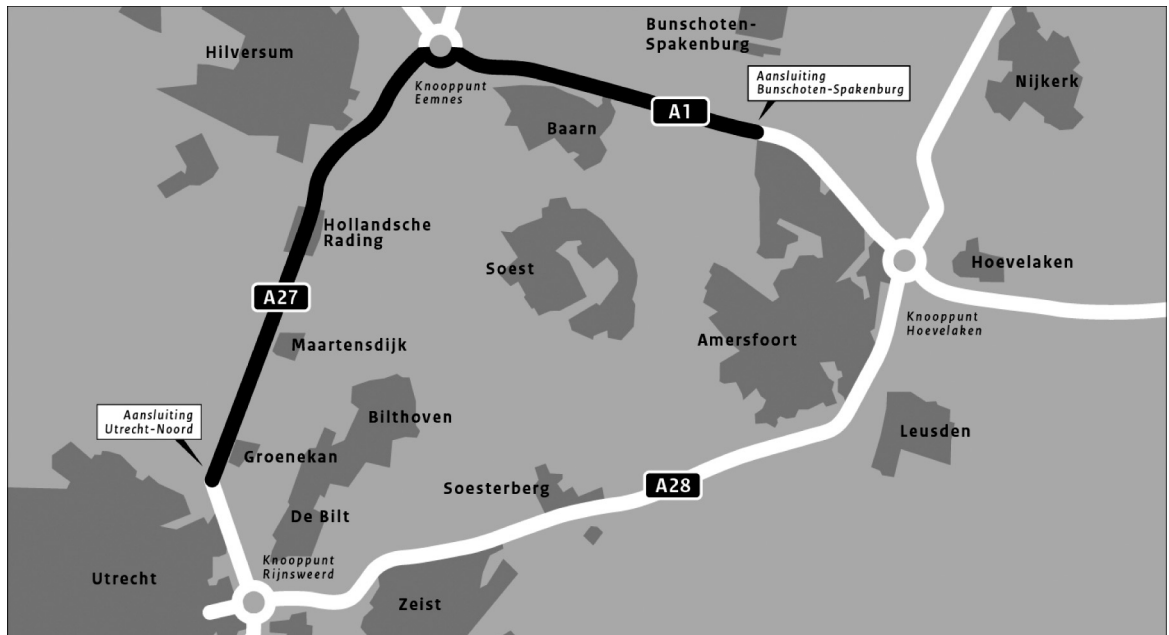 Bunschoten-
Spakenburg
Hilversum
Nijkerk
Aansluiting
Bunschoten-Spakenburg
Knooppunt
Eemnes
A1
Baarn
Hollandsche
Rading
Soest
Hoevelaken
A27
Knooppunt
Hoevelaken
Maartensdijk
Amersfoort
Aansluiting
Utrecht-Noord
Bilthoven
Leusden
Groenekan
Soesterberg
A28
De Bilt
Knooppunt
Rijnsweerd
Utrecht
Zeist